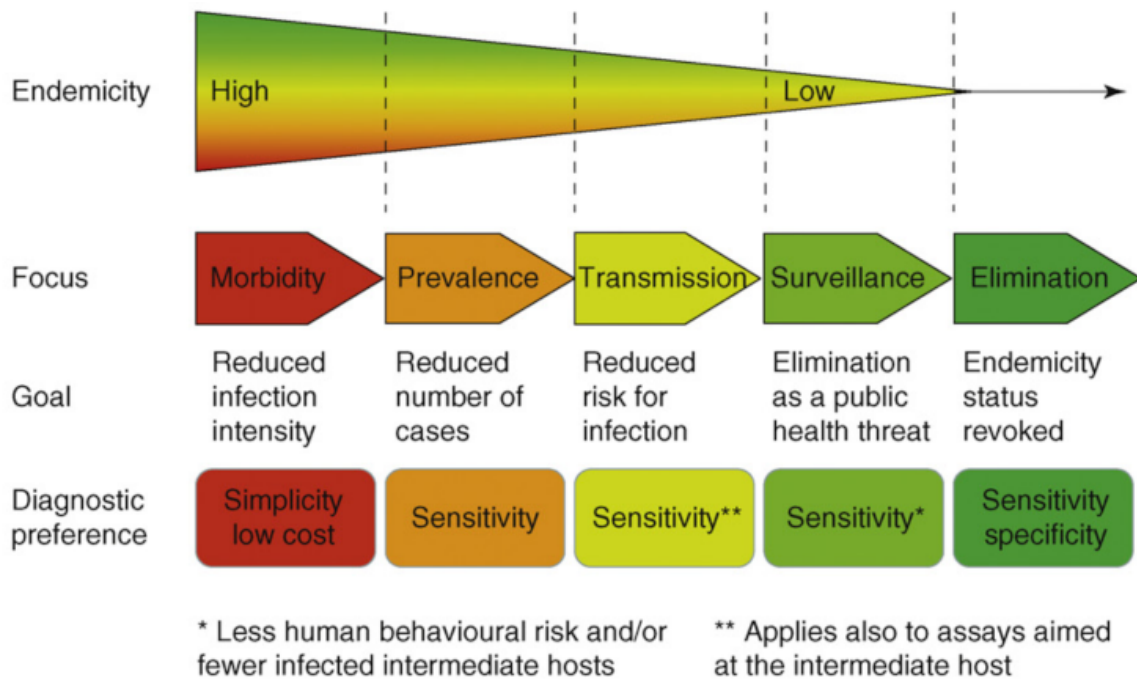 Endemicity
High
Low
Focus
Morbidity
Prevalence
Transmission
Surveillance
Elimination
Goal
Reduced
infection
intensity
Reduced
number of
cases
Reduced
risk for
infection
Elimination
as a public
health threat
Endemicity
status
revoked
Diagnostic
preference
Simplicity
low cost
Sensitivity
Sensitivity**
Sensitivity*
Sensitivity
specificity
* Less human behavioural risk and/or
fewer infected intermediate hosts
** Applies also to assays aimed
at the intermediate host